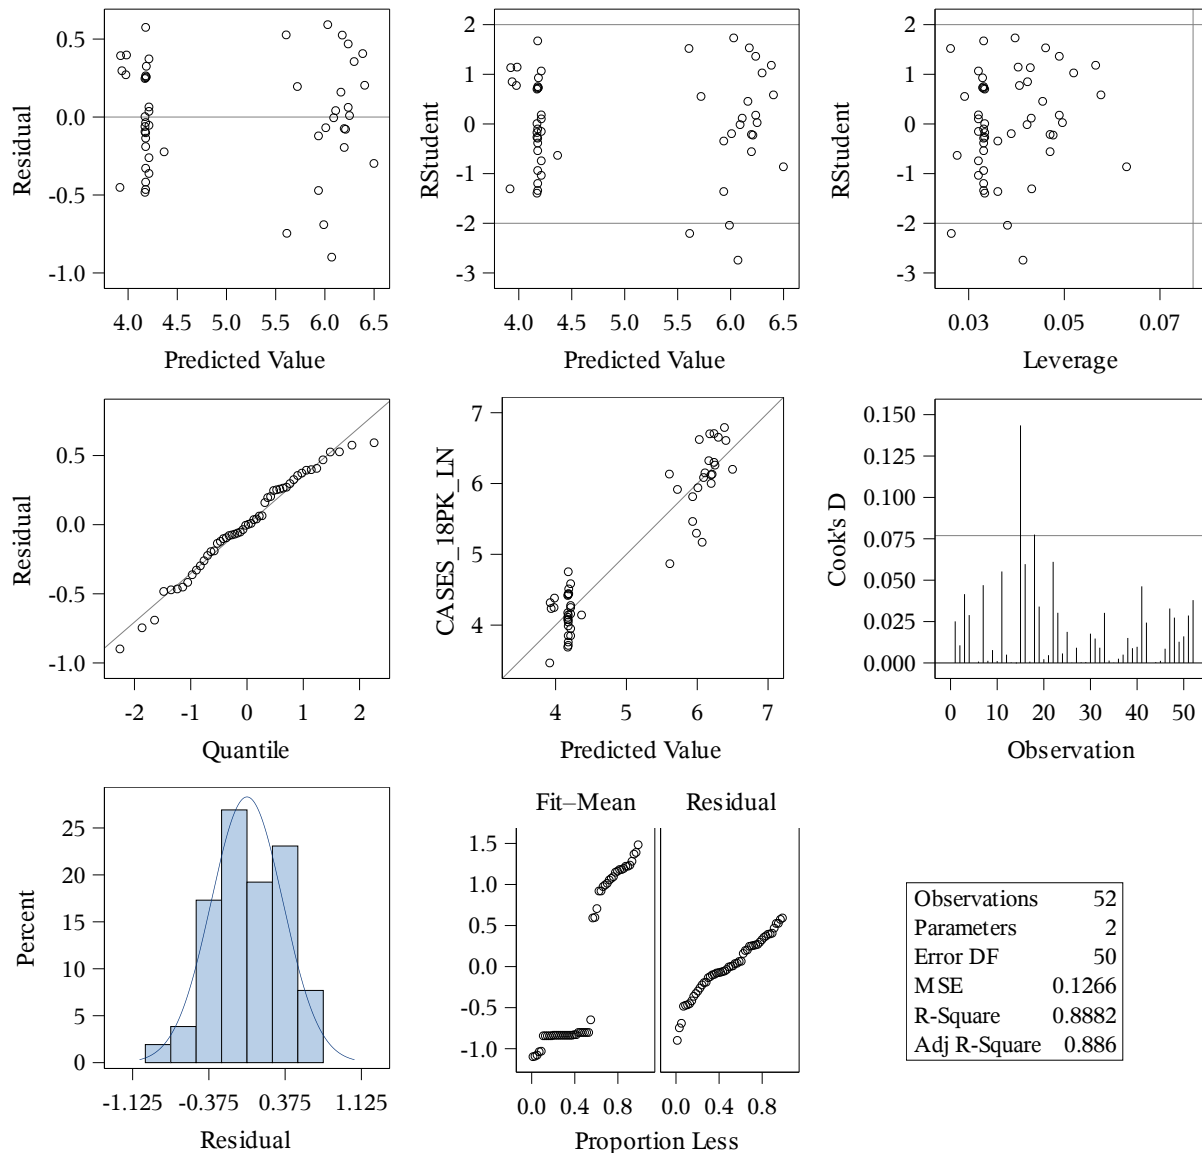 Residual
0.5
0.0
-0.5
-1.0
4.0 4.5 5.0 5.5 6.0 6.5
Predicted Value
RStudent
2
1
0
-1
-2
-3
4.0 4.5 5.0 5.5 6.0 6.5
Predicted Value
RStudent
2
1
0
-1
-2
-3
0.03 0.05 0.07
Leverage
Residual
0.5
0.0
-0.5
-1.0
-2 -1 0 1 2
Quantile
CASES_18PK_LN
7
6
5
4
4 5 6 7
Predicted Value
Cook's D
0.150
0.125
0.100
0.075
0.050
0.025
0.000
0 10 20 30 40 50
Observation
Percent
25
20
15
10
5
0
-1.125 -0.375 0.375 1.125
Residual
Fit–Mean Residual
1.5
1.0
0.5
0.0
-0.5
-1.0
0.0 0.4 0.8 0.0 0.4 0.8
Proportion Less
Observations 52
Parameters 2
Error DF 50
MSE 0.1266
R-Square 0.8882
Adj R-Square 0.886